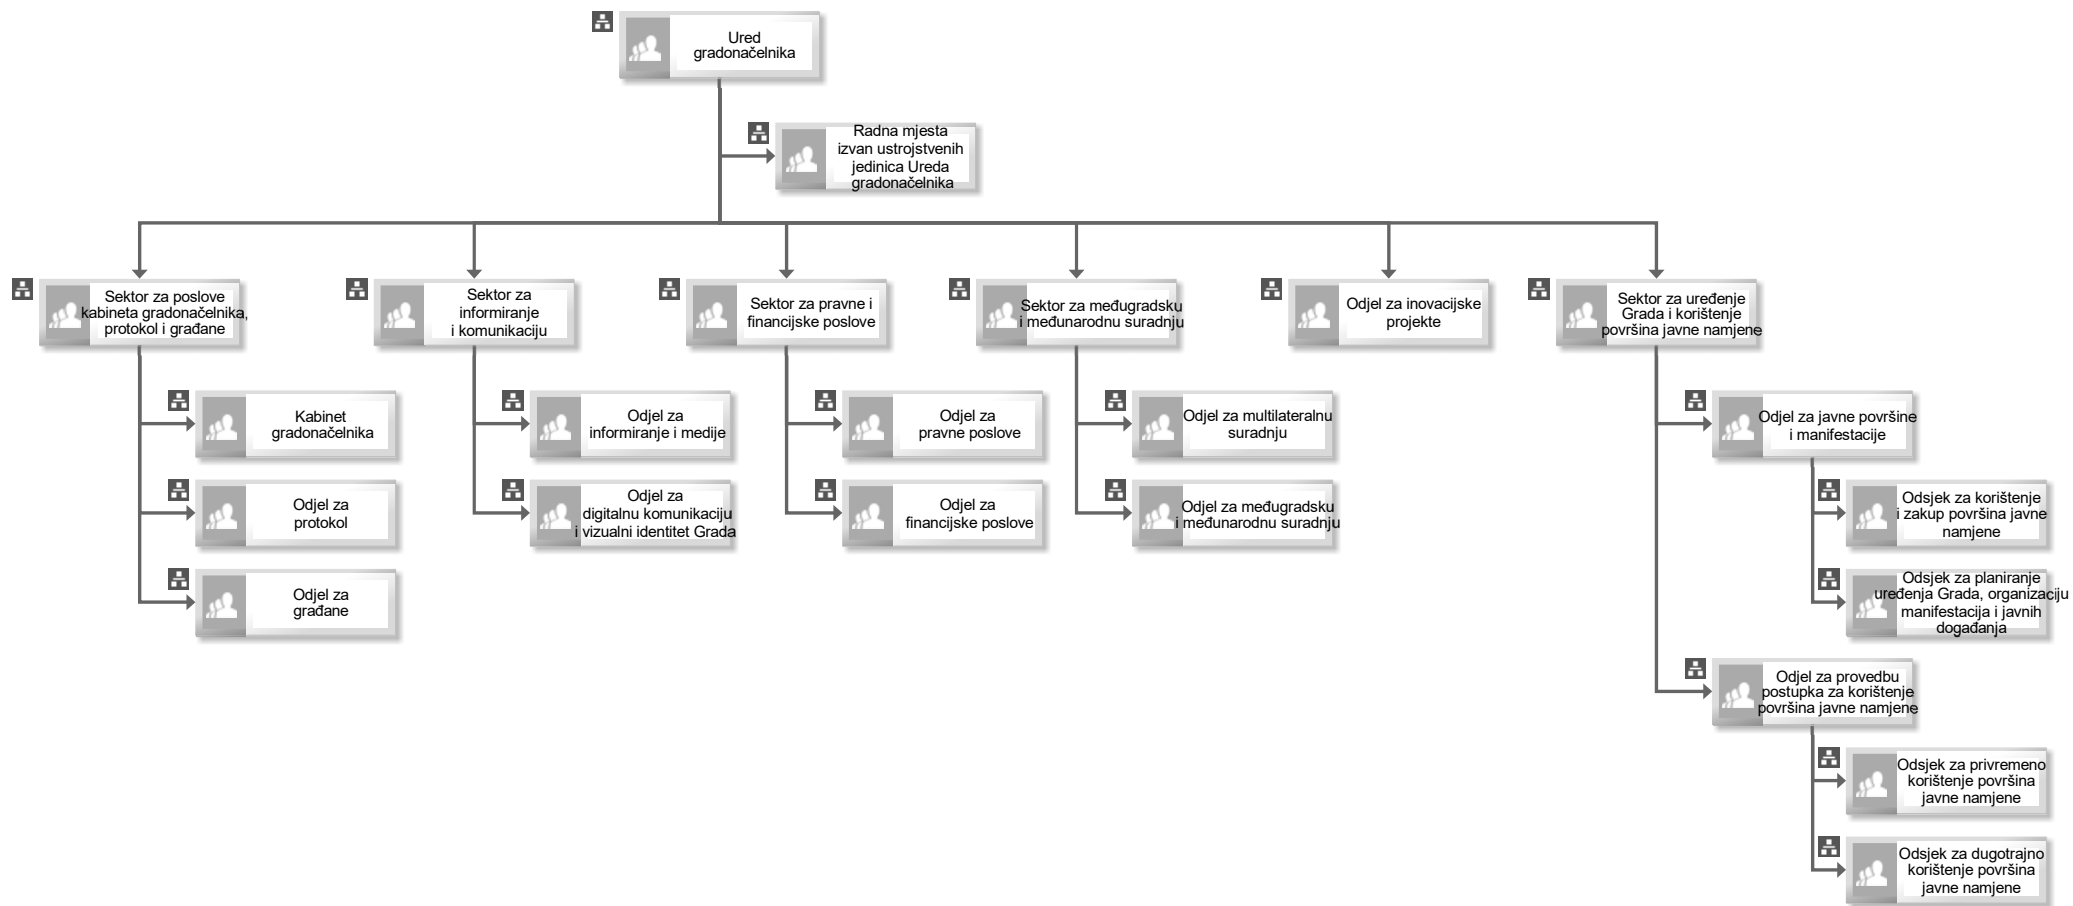 Ured
gradonačelnika
Radna mjesta
izvan ustrojstvenih
jedinica Ureda
gradonačelnika
Sektor za poslove
kabineta gradonačelnika,
protokol i građane
Sektor za
informiranje
i komunikaciju
Sektor za pravne i
financijske poslove
Sektor za međugradsku
i međunarodnu suradnju
Odjel za inovacijske
projekte
Sektor za uređenje
Grada i korištenje
površina javne namjene
Kabinet
gradonačelnika
Odjel za
protokol
Odjel za
građane
Odjel za
informiranje i medije
Odjel za
digitalnu komunikaciju
i vizualni identitet Grada
Odjel za
pravne poslove
Odjel za
financijske poslove
Odjel za multilateralnu
suradnju
Odjel za međugradsku
i međunarodnu suradnju
Odjel za javne površine
i manifestacije
Odsjek za korištenje
i zakup površina javne
namjene
Odsjek za planiranje
uređenja Grada, organizaciju
manifestacija i javnih
događanja
Odjel za provedbu
postupka za korištenje
površina javne namjene
Odsjek za privremeno
korištenje površina
javne namjene
Odsjek za dugotrajno
korištenje površina
javne namjene